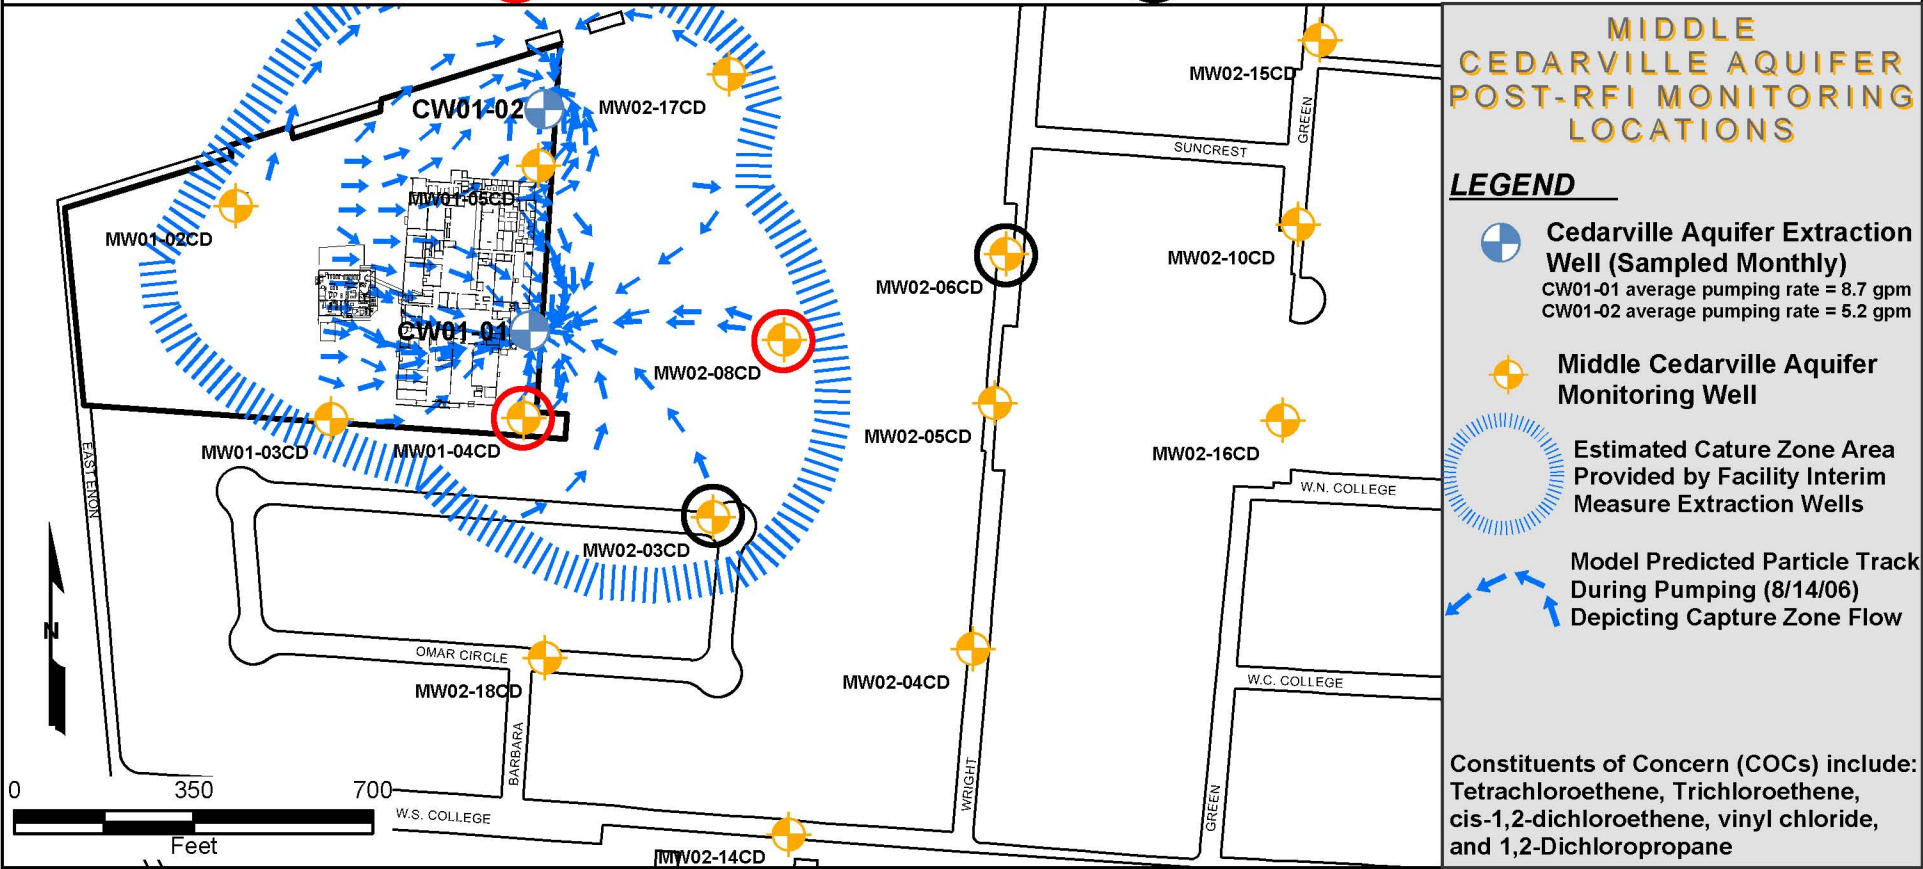 MIDDLE
CEDARVILLE AQUIFER
POST-RFI MONITORING
LOCATIONS
LEGEND
Cedarville Aquifer Extraction
Well (Sampled Monthly)
CW01-01 average pumping rate = 8.7 gpm
CW01-02 average pumping rate = 5.2 gpm
Middle Cedarville Aquifer
Monitoring Well
Estimated Cature Zone Area
Provided by Facility Interim
Measure Extraction Wells
Model Predicted Particle Track
During Pumping (8/14/06)
Depicting Capture Zone Flow
Constituents of Concern (COCs) include:
Tetrachloroethene, Trichloroethene,
cis-1,2-dichloroethene, vinyl chloride,
and 1,2-Dichloropropane
MW02-15CD
CW01-02
MW02-17CD
GREEN
SUNCREST
MW01-05CD
MW01-02CD
MW02-10CD
MW02-06CD
CW01-01
MW02-08CD
MW02-05CD
MW01-03CD
MW01-04CD
MW02-16CD
EAST ENON
W.N. COLLEGE
MW02-03CD
N
OMAR CIRCLE
MW02-18CD
MW02-04CD
W.C. COLLEGE
BARBARA
WRIGHT
GREEN
0 350 700
Feet
W.S. COLLEGE
MW02-14CD